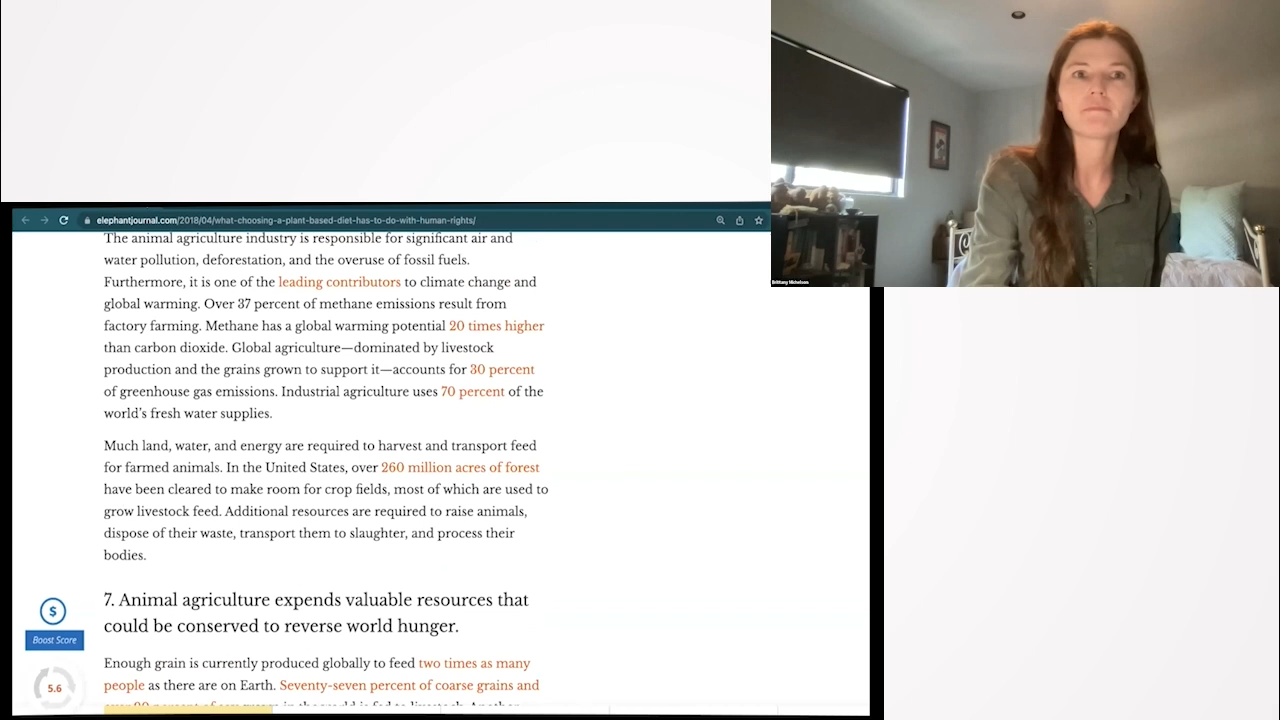 elephantjournal.com/2018/04/what-choosing-a-plant-based-diet-has-to-do-with-human-rights/
The animal agriculture industry is responsible for significant air and
water pollution, deforestation, and the overuse of fossil fuels.
Furthermore, it is one of the leading contributors to climate change and
global warming. Over 37 percent of methane emissions result from
factory farming. Methane has a global warming potential 20 times higher
than carbon dioxide. Global agriculture—dominated by livestock
production and the grains grown to support it—accounts for 30 percent
of greenhouse gas emissions. Industrial agriculture uses 70 percent of the
world's fresh water supplies.
Much land, water, and energy are required to harvest and transport feed
for farmed animals. In the United States, over 260 million acres of forest
have been cleared to make room for crop fields, most of which are used to
grow livestock feed. Additional resources are required to raise animals,
dispose of their waste, transport them to slaughter, and process their
bodies.
7. Animal agriculture expends valuable resources that
could be conserved to reverse world hunger.
Enough grain is currently produced globally to feed two times as many
people as there are on Earth. Seventy-seven percent of coarse grains and
$
Boost Score
5.6
Brittany Michelson